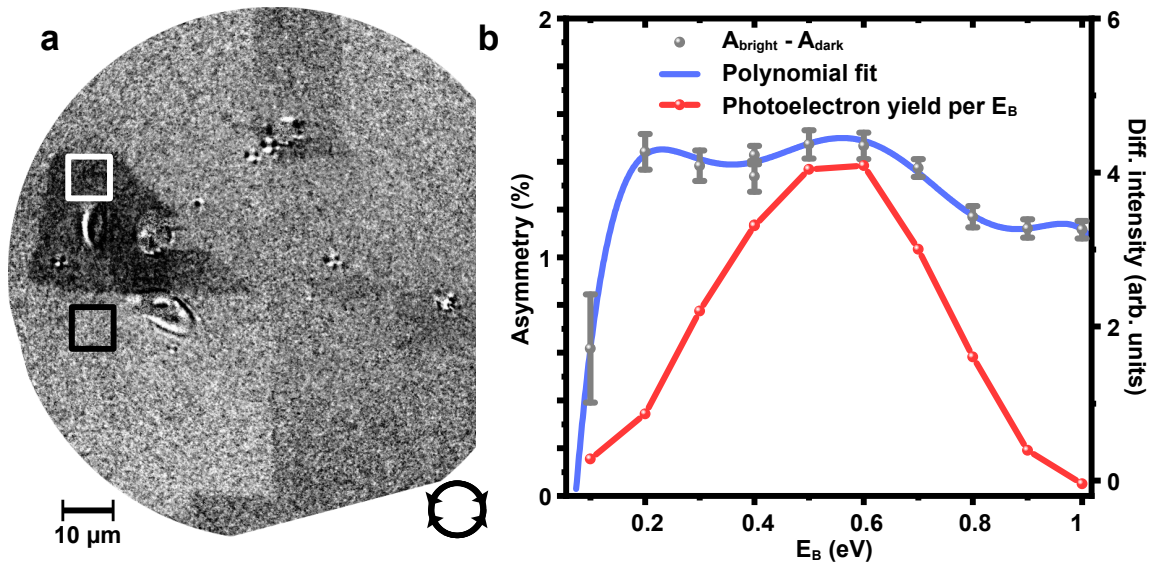 a
10 µm
b
A_bright - A_dark
Polynomial fit
Photoelectron yield per E_B
Asymmetry (%)
2
1
0
0.2 0.4 0.6 0.8 1
E_B (eV)
6
4
2
0
Diff. intensity (arb. units)